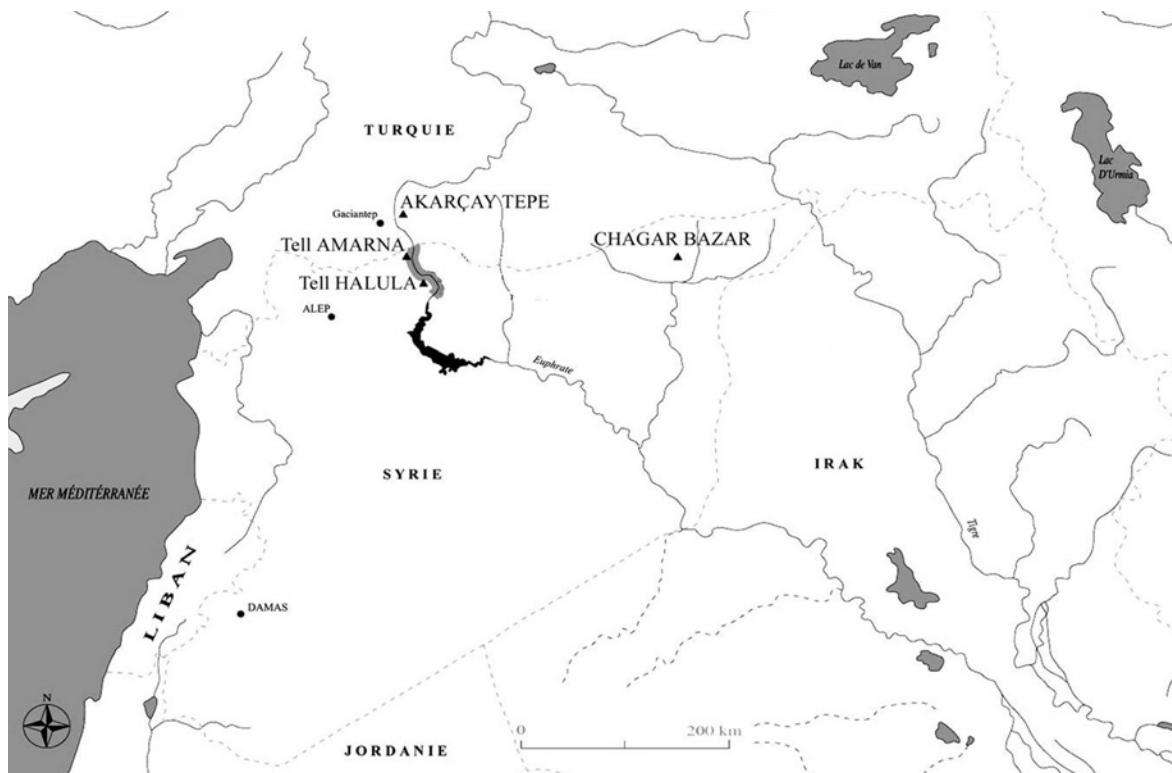 Lac de Van
TURQUIE
Lac
D'Urmia
AKARÇAY TEPE
Gaciantep
Tell AMARNA
CHAGAR BAZAR
Tell HALULA
ALEP
Euphrate
SYRIE
IRAK
MER MÉDITÉRRANÉE
Tigre
LIBAN
DAMAS
N
0
200 km
JORDANIE